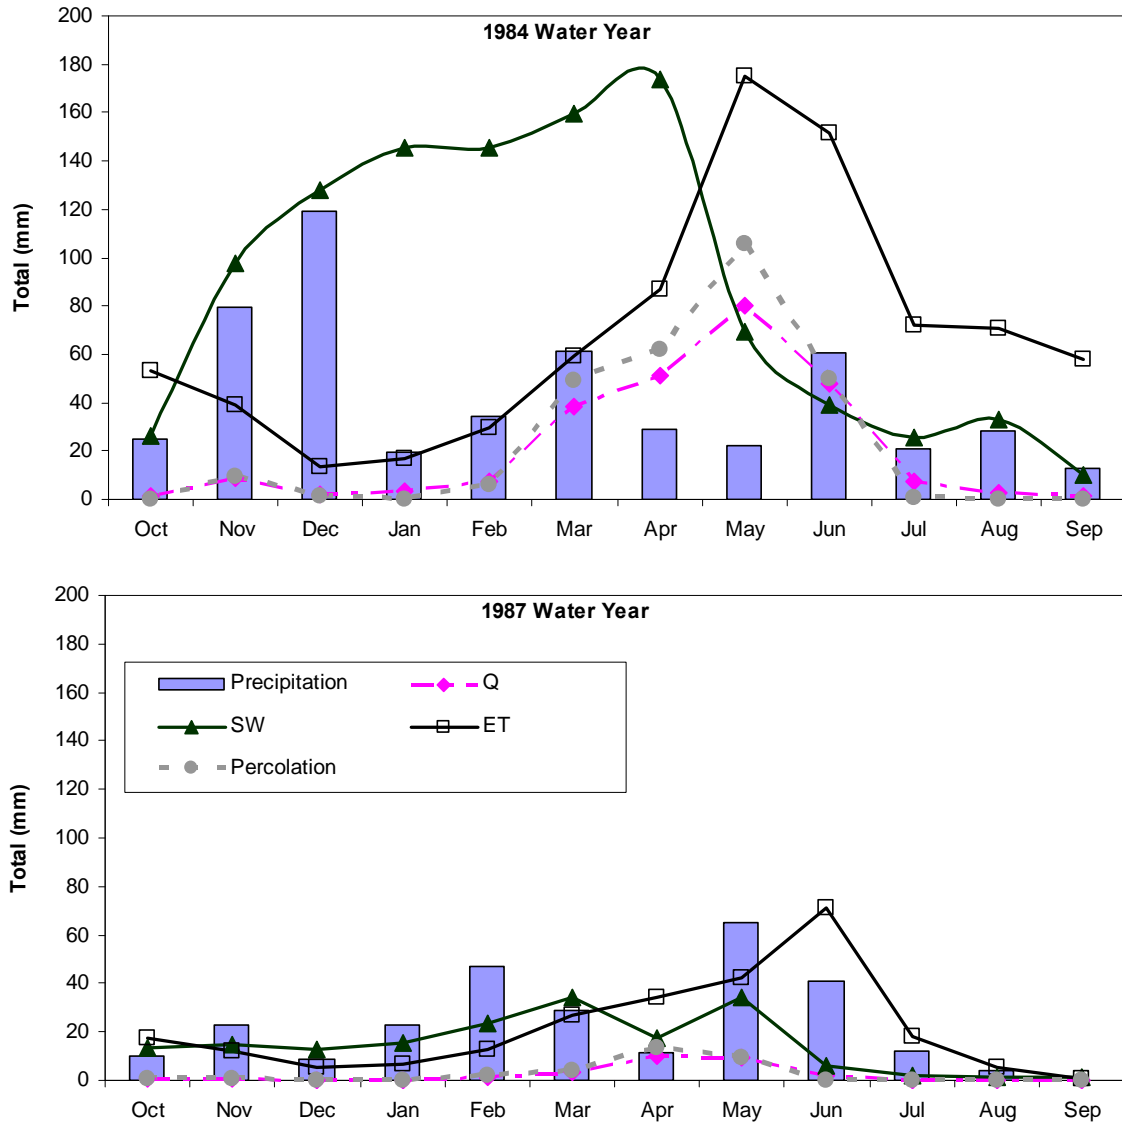 1984 Water Year
Total (mm)
200
180
160
140
120
100
80
60
40
20
0
Oct Nov Dec Jan Feb Mar Apr May Jun Jul Aug Sep
1987 Water Year
Total (mm)
200
180
160
140
120
100
80
60
40
20
0
Precipitation Q
SW ET
Percolation
Oct Nov Dec Jan Feb Mar Apr May Jun Jul Aug Sep